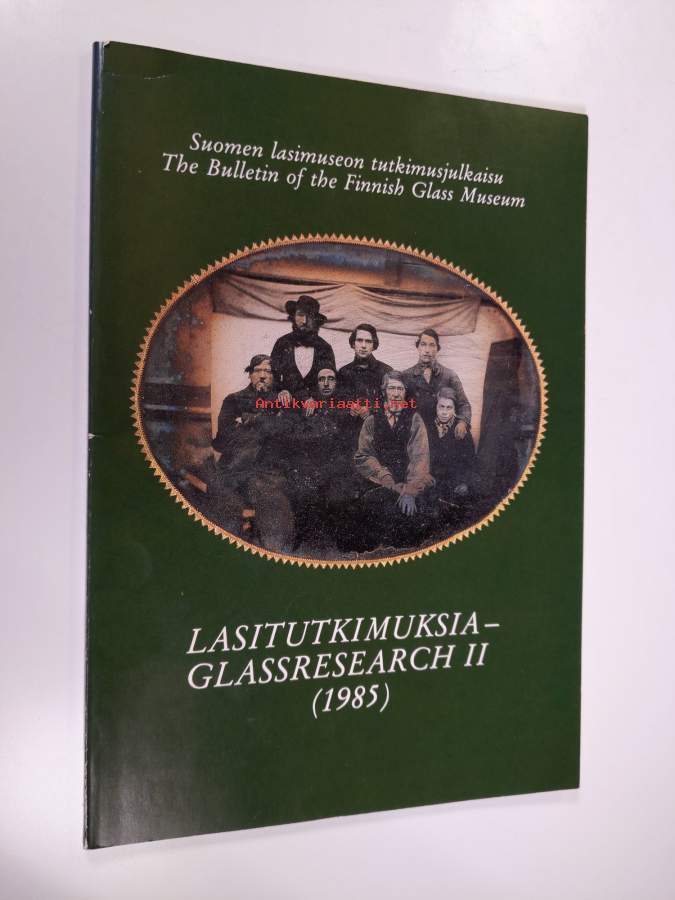 Suomen lasimuseon tutkimusjulkaisu
The Bulletin of the Finnish Glass Museum
Antikvariaatti.net
LASITUTKIMUKSIA–
GLASSRESEARCH II
(1985)